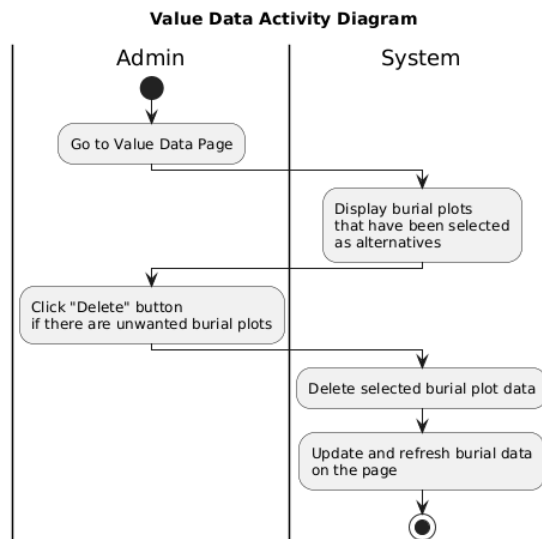 Value Data Activity Diagram
Admin
System
Go to Value Data Page
Display burial plots
that have been selected
as alternatives
Click "Delete" button
if there are unwanted burial plots
Delete selected burial plot data
Update and refresh burial data
on the page